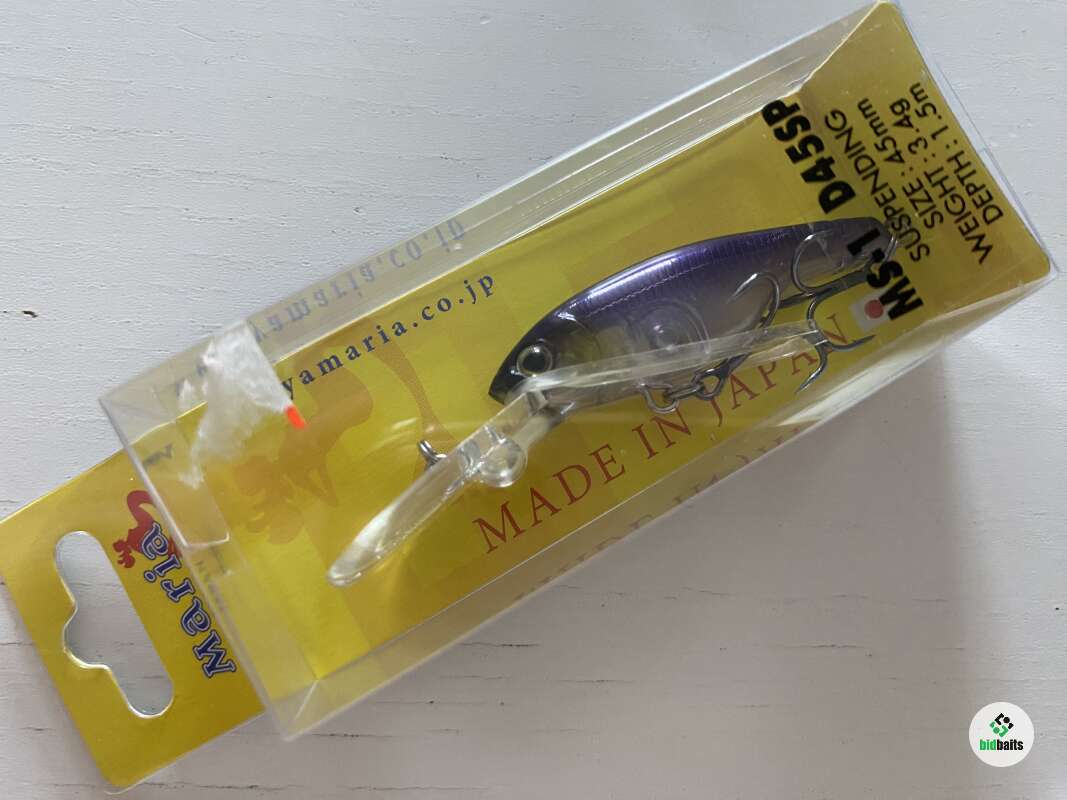 Maria
yamaria.co.jp
MADE IN JAPAN
MS-1 D45SP
SUSPENDING
SIZE : 45mm
WEIGHT : 3.4g
DEPTH : 1.5m
bidbaits